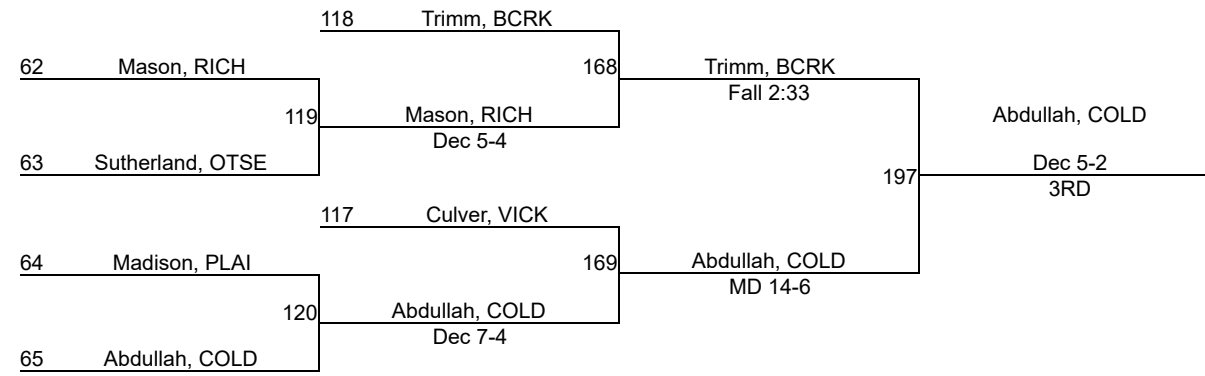 118 Trimm, BCRK
62 Mason, RICH
168 Trimm, BCRK
Fall 2:33
119 Mason, RICH
Dec 5-4
Abdullah, COLD
63 Sutherland, OTSE
Dec 5-2
197
3RD
117 Culver, VICK
64 Madison, PLAI
169 Abdullah, COLD
MD 14-6
120 Abdullah, COLD
Dec 7-4
65 Abdullah, COLD